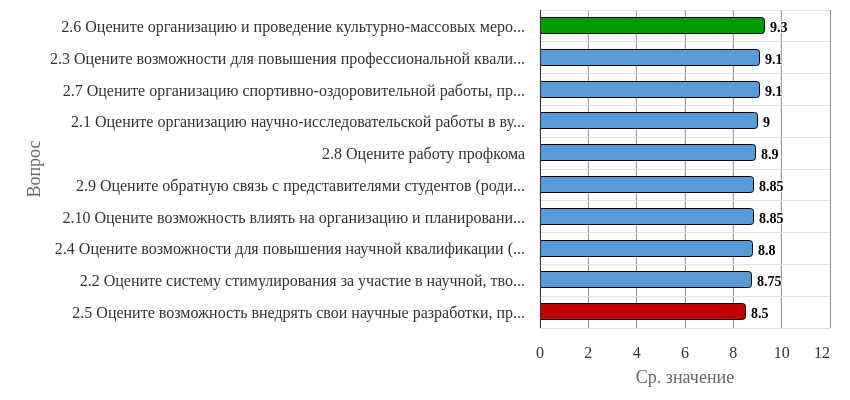 2.6 Оцените организацию и проведение культурно-массовых меро... 9.3
2.3 Оцените возможности для повышения профессиональной квали... 9.1
2.7 Оцените организацию спортивно-оздоровительной работы, пр... 9.1
2.1 Оцените организацию научно-исследовательской работы в ву... 9
2.8 Оцените работу профкома 8.9
2.9 Оцените обратную связь с представителями студентов (роди... 8.85
2.10 Оцените возможность влиять на организацию и планировани... 8.85
2.4 Оцените возможности для повышения научной квалификации (... 8.8
2.2 Оцените систему стимулирования за участие в научной, тво... 8.75
2.5 Оцените возможность внедрять свои научные разработки, пр... 8.5
Вопрос
0 2 4 6 8 10 12
Ср. значение